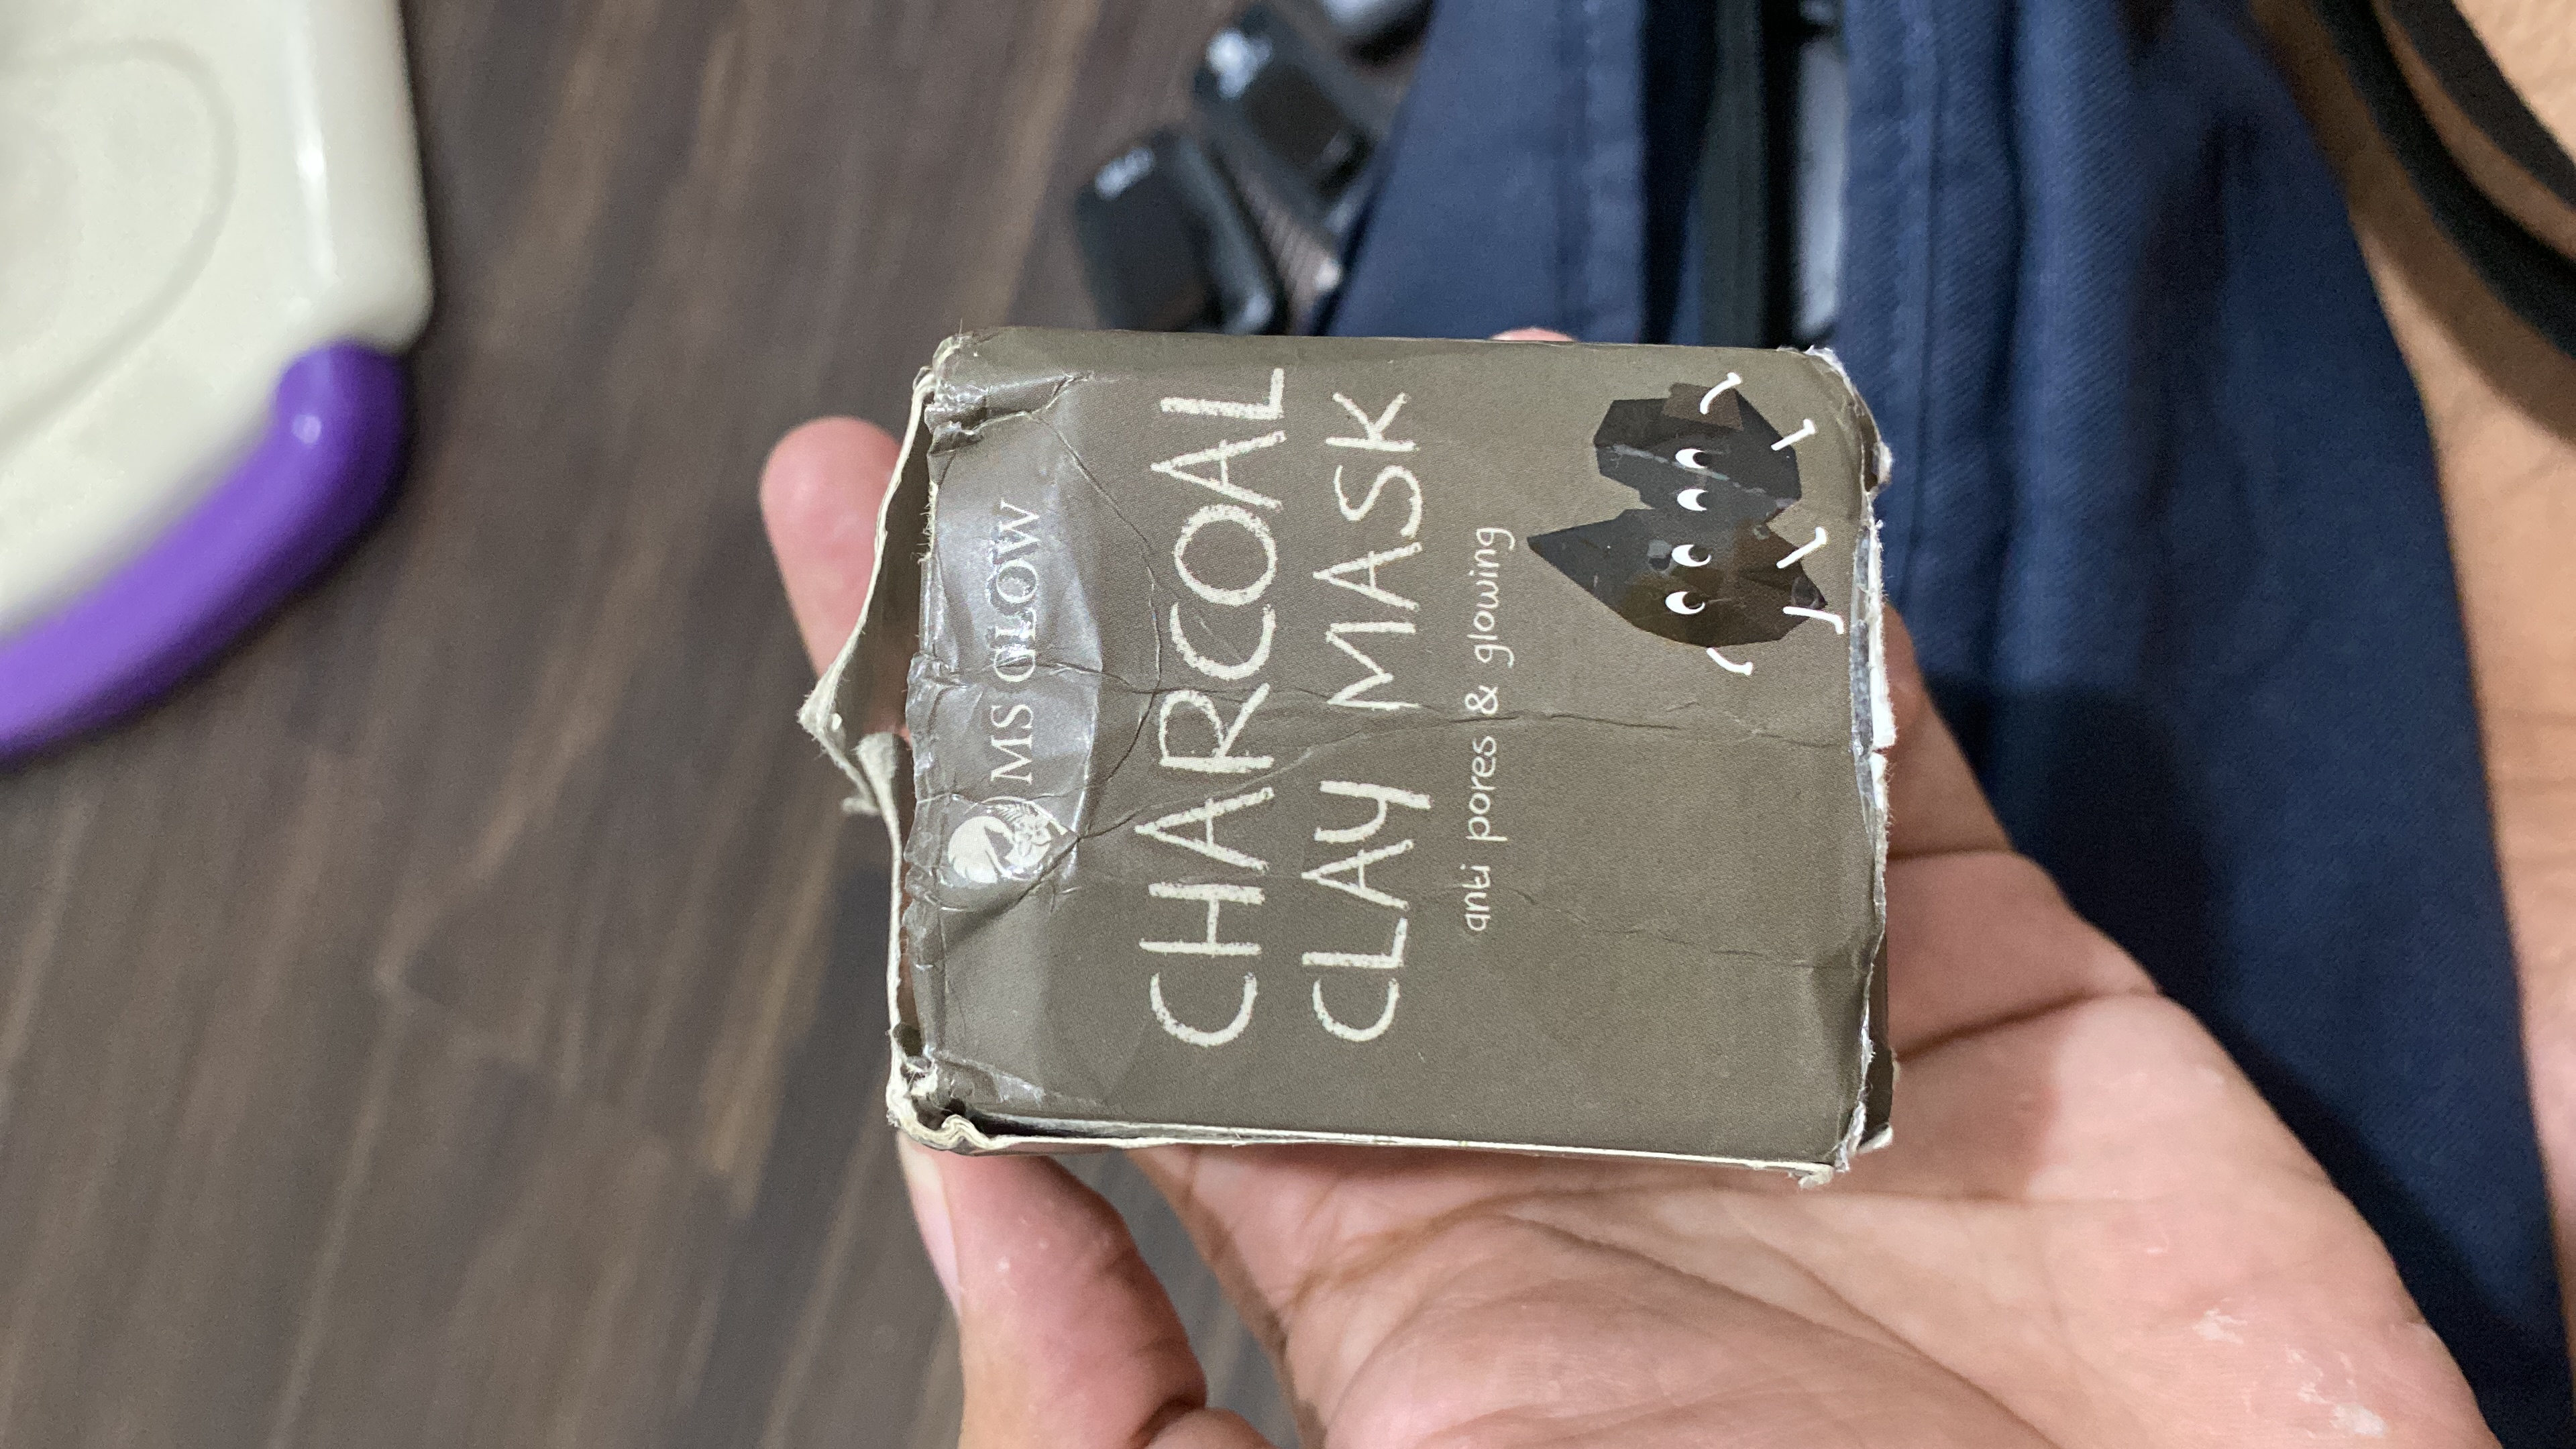 MS GLOW
CHARCOAL
CLAY MASK
anti pores & glowing